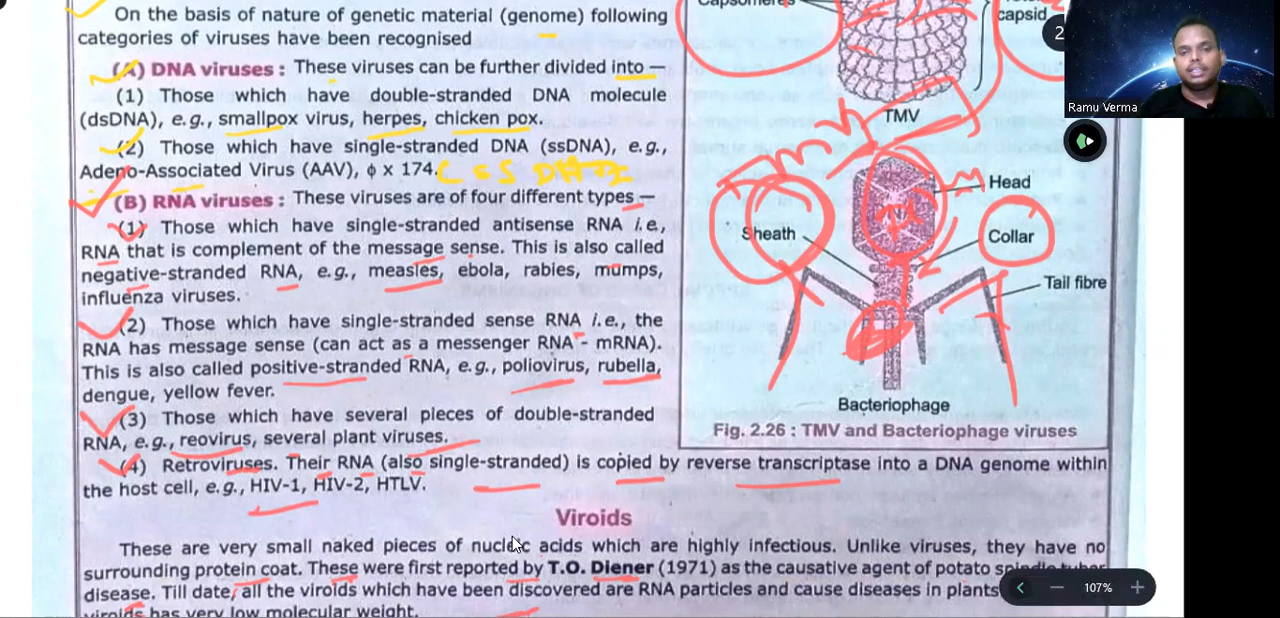 On the basis of nature of genetic material (genome) following
categories of viruses have been recognised
(A) DNA viruses : These viruses can be further divided into —
(1) Those which have double-stranded DNA molecule
(dsDNA), e.g., smallpox virus, herpes, chicken pox.
(2) Those which have single-stranded DNA (ssDNA), e.g.,
Adeno-Associated Virus (AAV), ϕ x 174.
(B) RNA viruses : These viruses are of four different types —
(1) Those which have single-stranded antisense RNA i.e.,
RNA that is complement of the message sense. This is also called
negative-stranded RNA, e.g., measles, ebola, rabies, mumps,
influenza viruses.
(2) Those which have single-stranded sense RNA i.e., the
RNA has message sense (can act as a messenger RNA - mRNA).
This is also called positive-stranded RNA, e.g., poliovirus, rubella,
dengue, yellow fever.
(3) Those which have several pieces of double-stranded
RNA, e.g., reovirus, several plant viruses.
(4) Retroviruses. Their RNA (also single-stranded) is copied by reverse transcriptase into a DNA genome within
the host cell, e.g., HIV-1, HIV-2, HTLV.
Capsomeres
capsid
TMV
Head
Sheath
Collar
Tail fibre
Bacteriophage
Fig. 2.26 : TMV and Bacteriophage viruses
Viroids
These are very small naked pieces of nucleic acids which are highly infectious. Unlike viruses, they have no
surrounding protein coat. These were first reported by T.O. Diener (1971) as the causative agent of potato spindle tuber
disease. Till date, all the viroids which have been discovered are RNA particles and cause diseases in plants
viroids has very low molecular weight.
2
Ramu Verma
107%